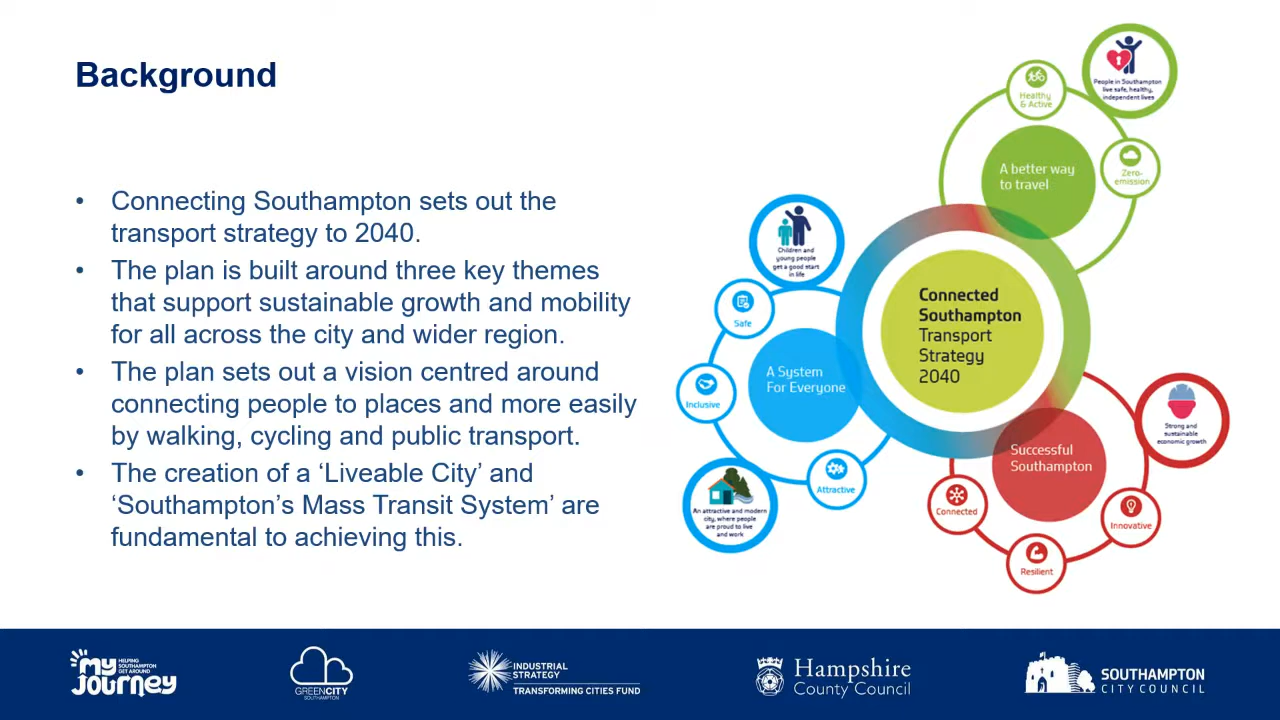 Background
• Connecting Southampton sets out the
transport strategy to 2040.
• The plan is built around three key themes
that support sustainable growth and mobility
for all across the city and wider region.
• The plan sets out a vision centred around
connecting people to places and more easily
by walking, cycling and public transport.
• The creation of a ‘Liveable City’ and
‘Southampton’s Mass Transit System’ are
fundamental to achieving this.
People in Southampton
live safe, healthy,
independent lives
Healthy
& Active
A better way
to travel
Zero-
emission
Children and
young people
get a good start
in life
Safe
A System
For Everyone
Inclusive
Attractive
An attractive and modern
city, where people
are proud to live
and work
Connected
Southampton
Transport
Strategy
2040
Strong and
sustainable
economic growth
Successful
Southampton
Connected
Innovative
Resilient
my
JOURNEY
HELPING
SOUTHAMPTON
GET AROUND
GREENCITY
SOUTHAMPTON
INDUSTRIAL
STRATEGY
TRANSFORMING CITIES FUND
Hampshire
County Council
SOUTHAMPTON
CITY COUNCIL